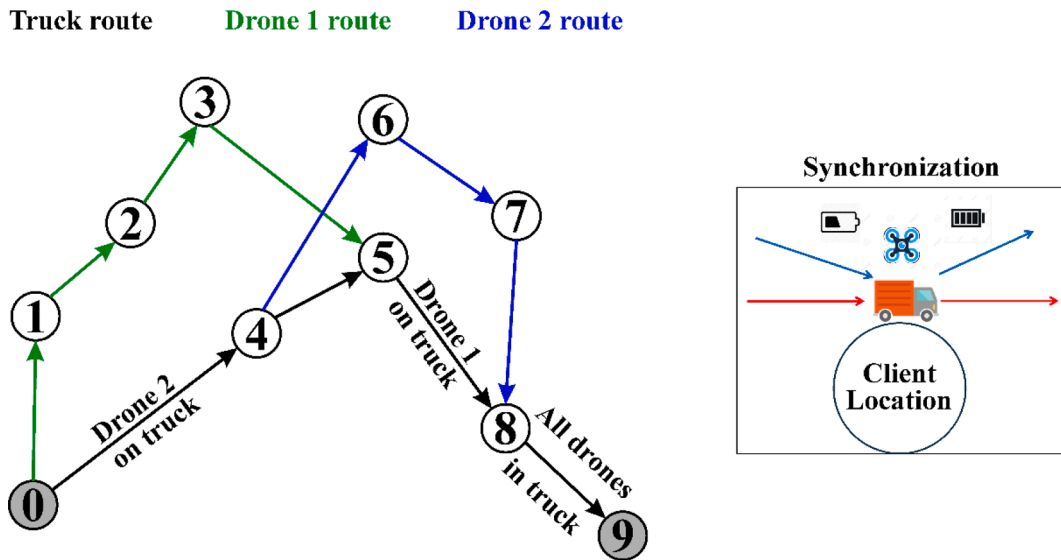 Truck route
Drone 1 route
Drone 2 route
3
6
2
7
5
1
4
Drone 1
on truck
Drone 2
on truck
8
All drones
in truck
0
9
Synchronization
Client
Location